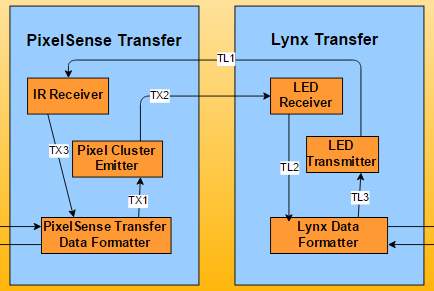 PixelSense Transfer
Lynx Transfer
TL1
IR Receiver
TX2
LED
Receiver
TX3
Pixel Cluster
Emitter
TL2
LED
Transmitter
TX1
TL3
PixelSense Transfer
Data Formatter
Lynx Data
Formatter